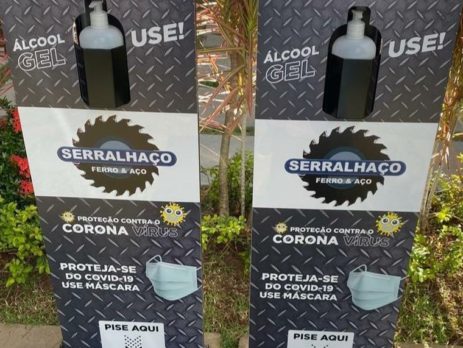 ÁLCOOL
GEL
USE!
SERRALHAÇO
FERRO & AÇO
PROTEÇÃO CONTRA O
CORONA VÍRUS
PROTEJA-SE
DO COVID-19
USE MÁSCARA
PISE AQUI
ÁLCOOL
GEL
USE!
SERRALHAÇO
FERRO & AÇO
PROTEÇÃO CONTRA O
CORONA VÍRUS
PROTEJA-SE
DO COVID-19
USE MÁSCARA
PISE AQUI